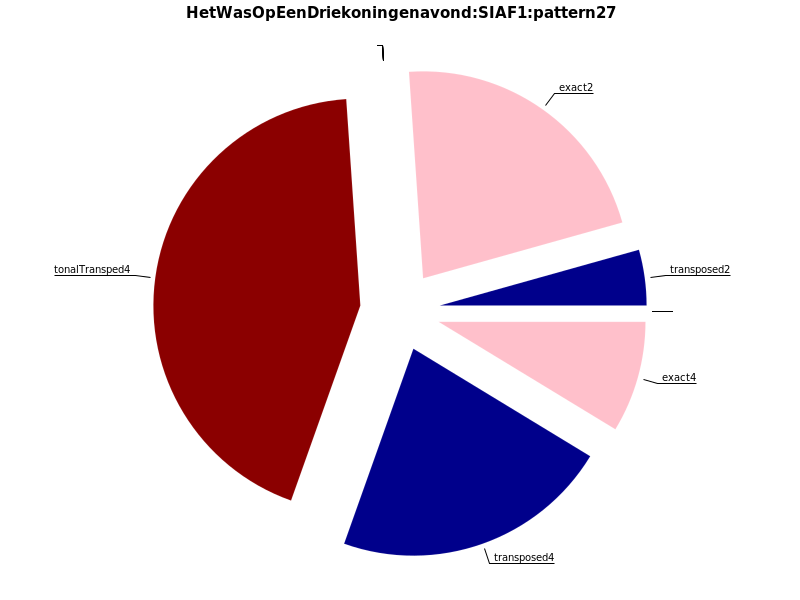 HetWasOpEenDriekoningenavond:SIAF1:pattern27
exact2
tonalTransped4
transposed2
exact4
transposed4